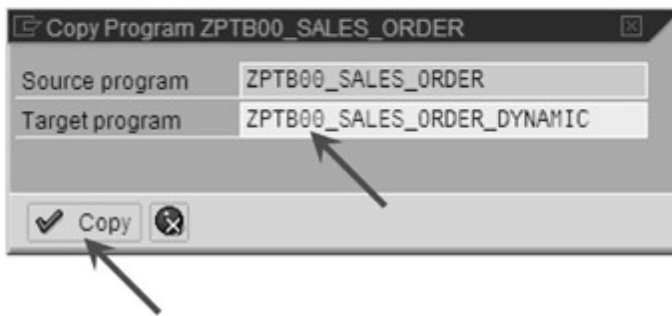 Copy Program ZPTB00_SALES_ORDER
Source program ZPTB00_SALES_ORDER
Target program ZPTB00_SALES_ORDER_DYNAMIC
Copy